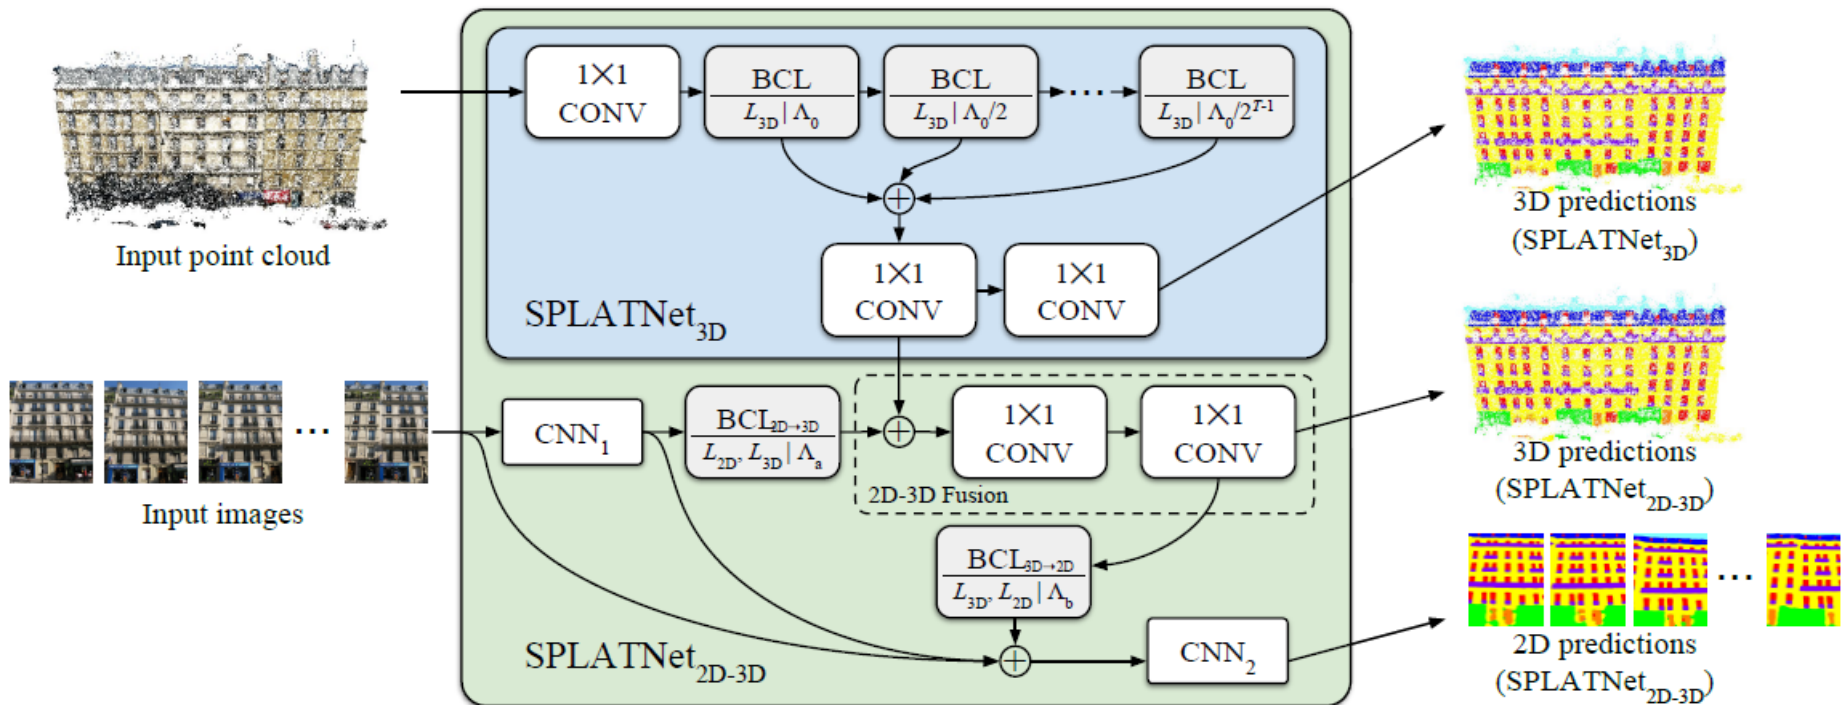 1×1
CONV
BCL
L3D | Λ0
BCL
L3D | Λ0/2
...
BCL
L3D | Λ0/2^T-1
+
Input point cloud
1×1
CONV
1×1
CONV
SPLATNet3D
3D predictions
(SPLATNet3D)
Input images
...
CNN1
BCL2D→3D
L2D, L3D | Λa
+
1×1
CONV
1×1
CONV
2D-3D Fusion
3D predictions
(SPLATNet2D-3D)
BCL3D→2D
L3D, L2D | Λb
+
CNN2
SPLATNet2D-3D
...
2D predictions
(SPLATNet2D-3D)